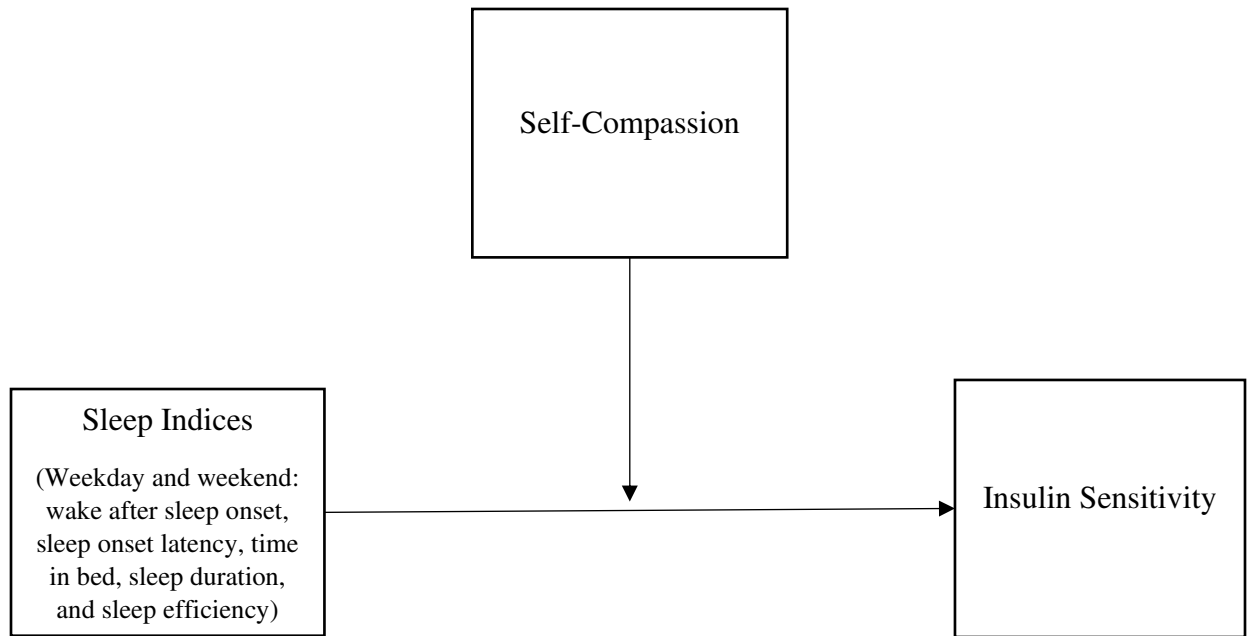 Self-Compassion
Sleep Indices
(Weekday and weekend:
wake after sleep onset,
sleep onset latency, time
in bed, sleep duration,
and sleep efficiency)
Insulin Sensitivity